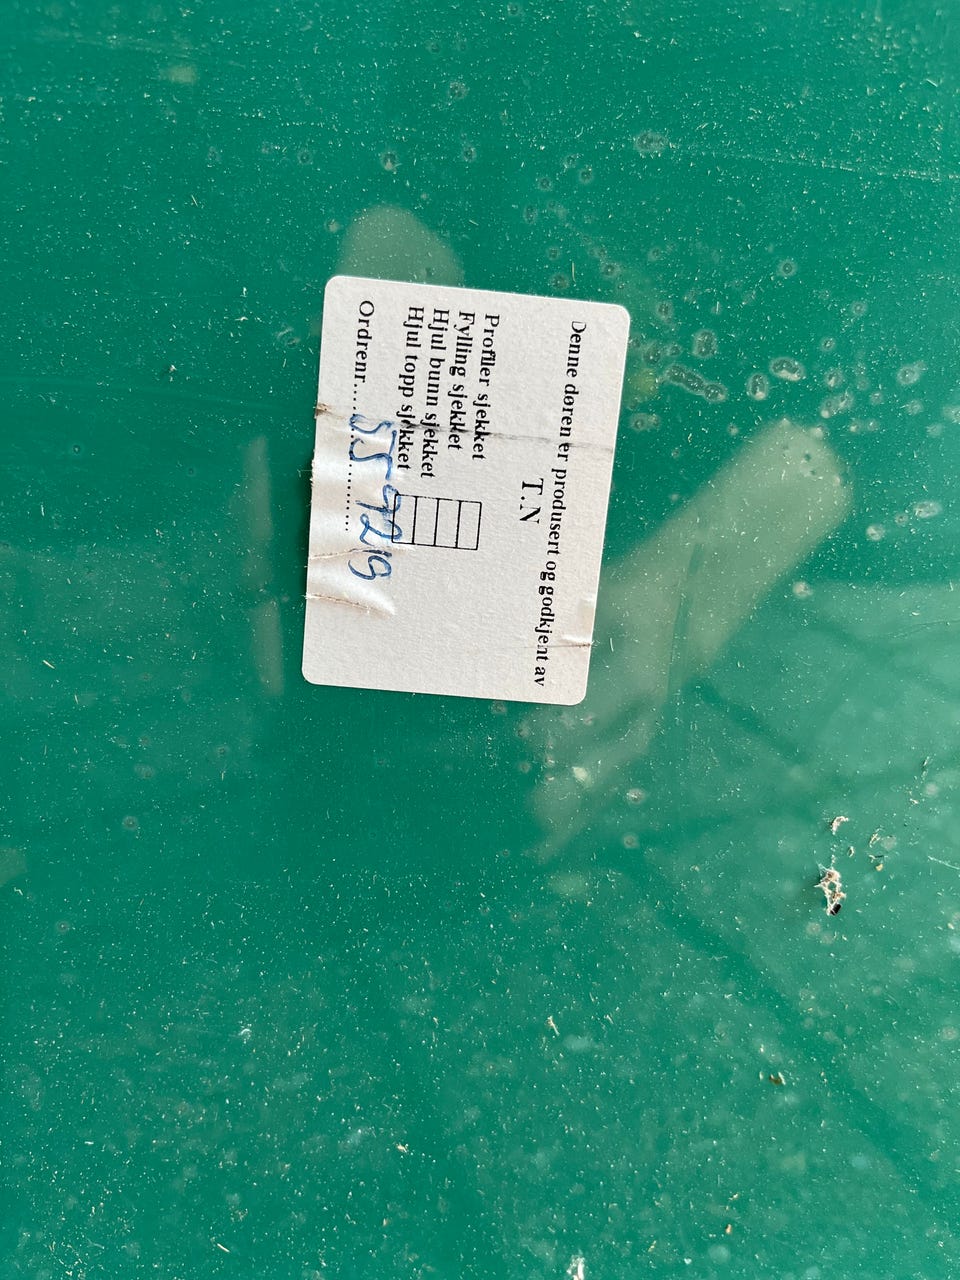 Denne døren er produsert og godkjent av
T.N
Profiler sjekket
Fylling sjekket
Hjul bunn sjekket
Hjul topp sjekket
Ordrenr.................